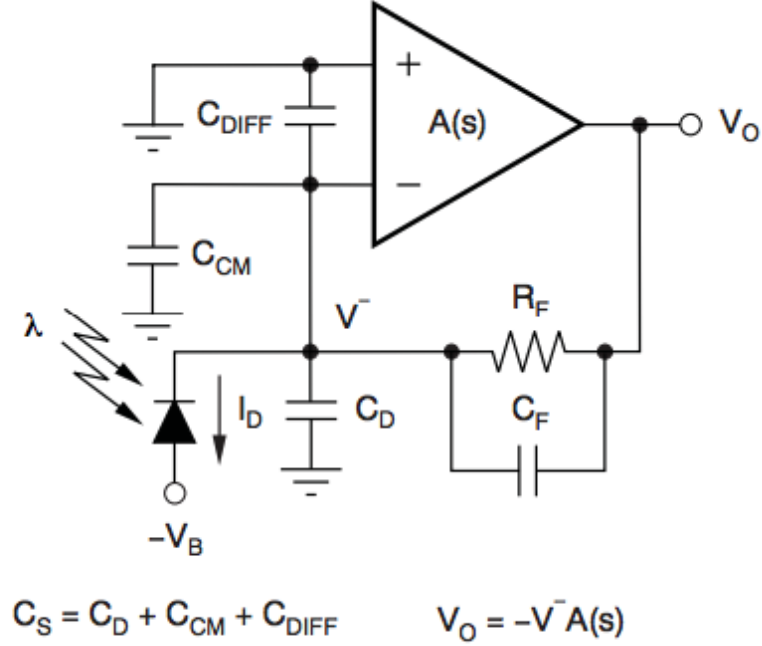 +
C_DIFF
A(s)
V_O
−
C_CM
R_F
V⁻
λ
I_D
C_D
C_F
−V_B
C_S = C_D + C_CM + C_DIFF
V_O = −V⁻A(s)